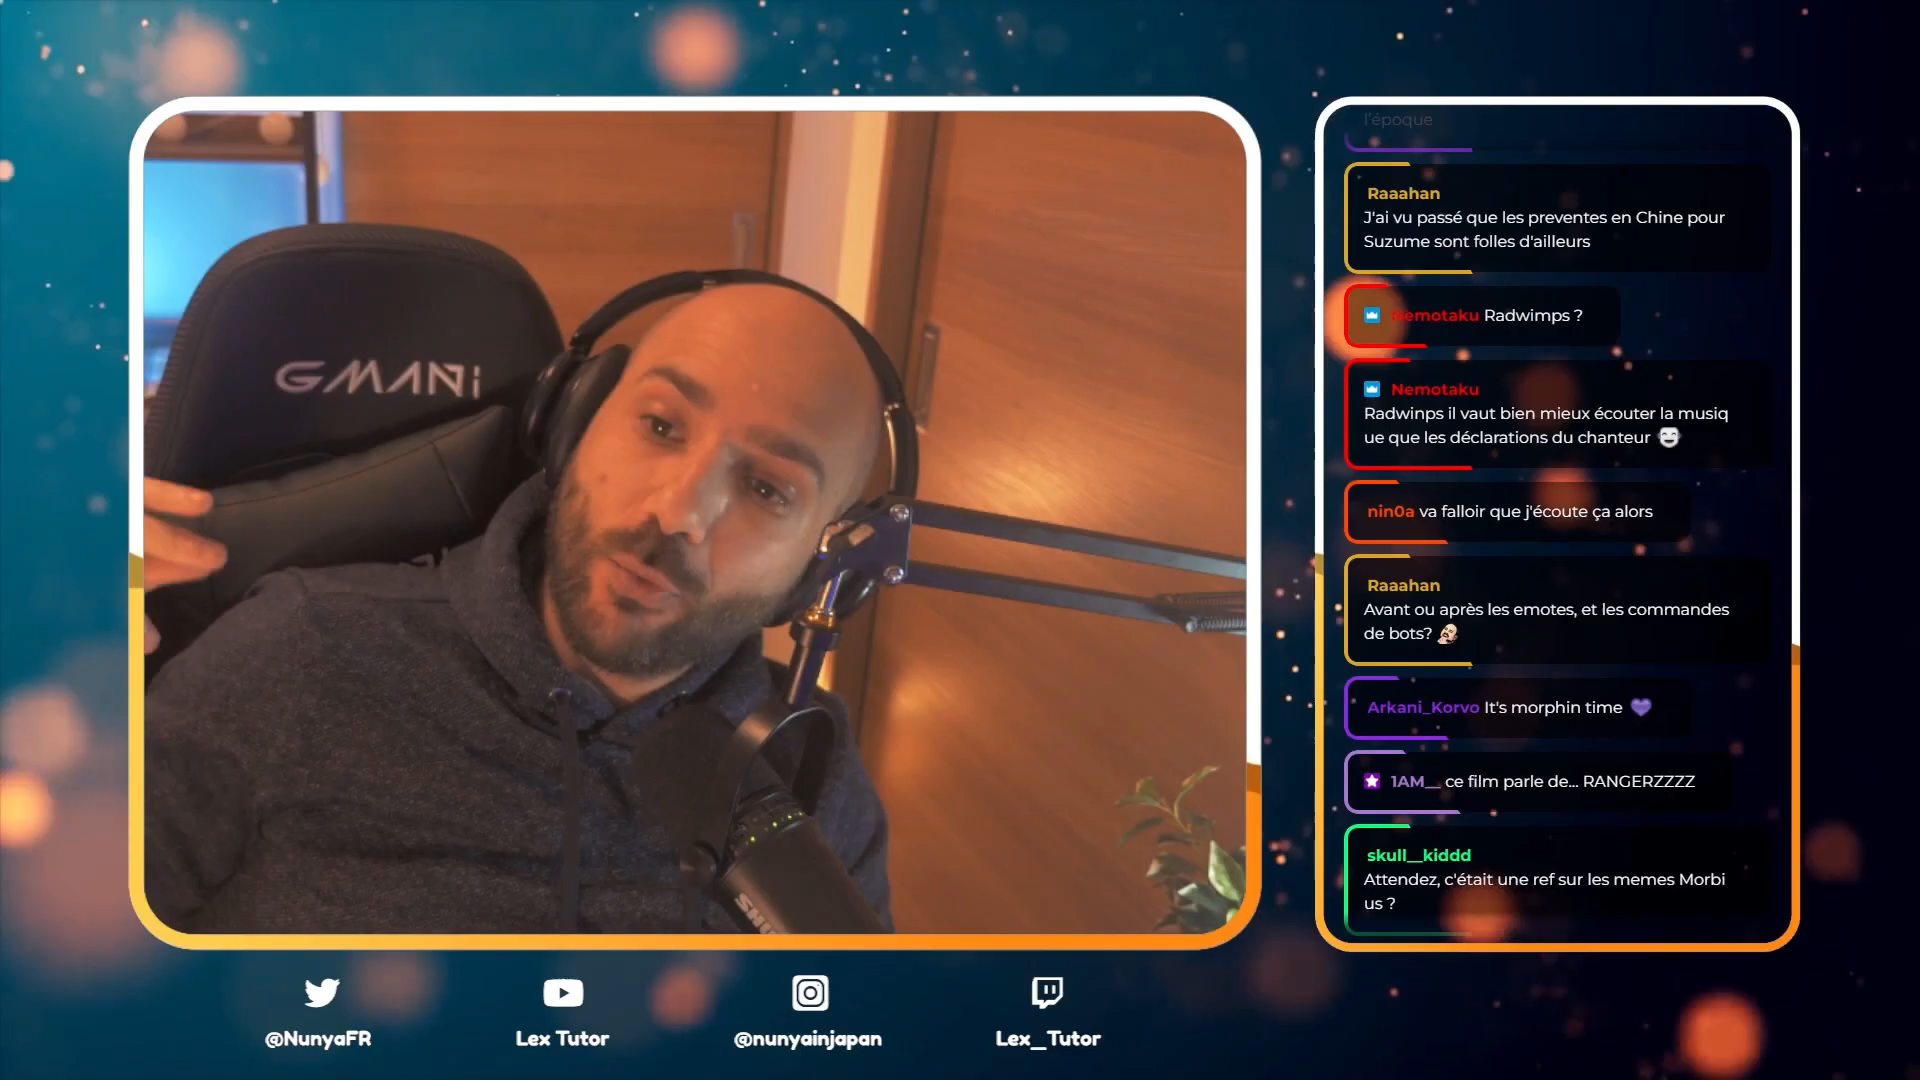 l'époque
Raaahan
J'ai vu passé que les preventes en Chine pour
Suzume sont folles d'ailleurs
Nemotaku Radwimps ?
Nemotaku
Radwinps il vaut bien mieux écouter la musiq
ue que les déclarations du chanteur
nin0a va falloir que j'écoute ça alors
Raaahan
Avant ou après les emotes, et les commandes
de bots?
Arkani_Korvo It's morphin time
1AM__ ce film parle de... RANGERZZZZ
skull__kiddd
Attendez, c'était une ref sur les memes Morbi
us ?
GMANi
SHU
@NunyaFR
Lex Tutor
@nunyainjapan
Lex_Tutor